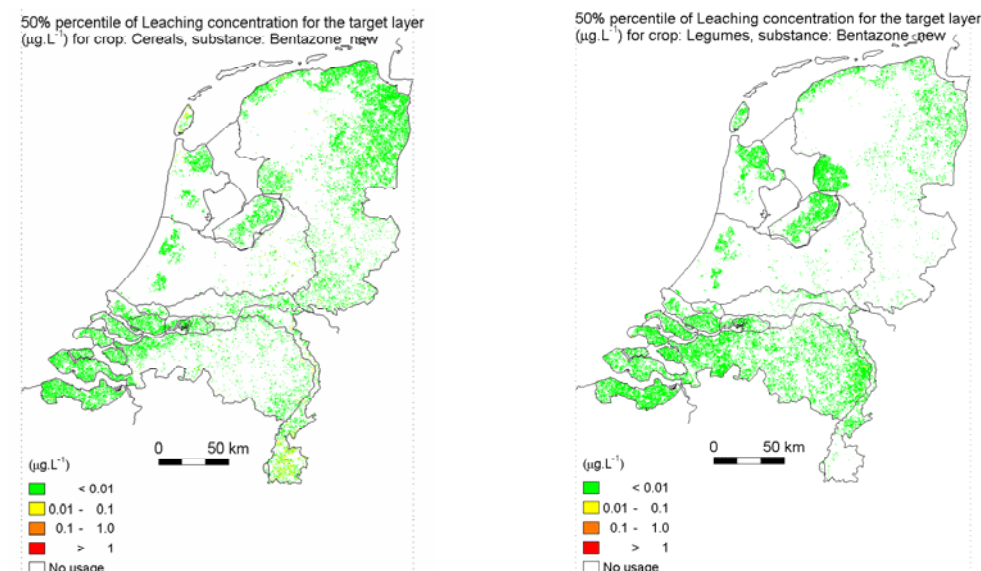 50% percentile of Leaching concentration for the target layer
(µg.L⁻¹) for crop: Cereals, substance: Bentazone_new
0 50 km
(µg.L⁻¹)
< 0.01
0.01 - 0.1
0.1 - 1.0
> 1
No usage
50% percentile of Leaching concentration for the target layer
(µg.L⁻¹) for crop: Legumes, substance: Bentazone_new
0 50 km
(µg.L⁻¹)
< 0.01
0.01 - 0.1
0.1 - 1.0
> 1
No usage